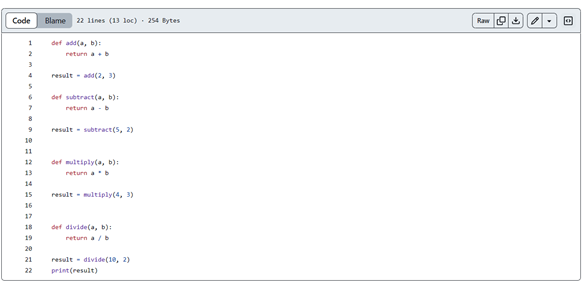 Code Blame 22 lines (13 loc) · 254 Bytes Raw
1 def add(a, b):
2     return a + b
3
4 result = add(2, 3)
5
6 def subtract(a, b):
7     return a - b
8
9 result = subtract(5, 2)
10
11
12 def multiply(a, b):
13     return a * b
14
15 result = multiply(4, 3)
16
17
18 def divide(a, b):
19     return a / b
20
21 result = divide(10, 2)
22 print(result)